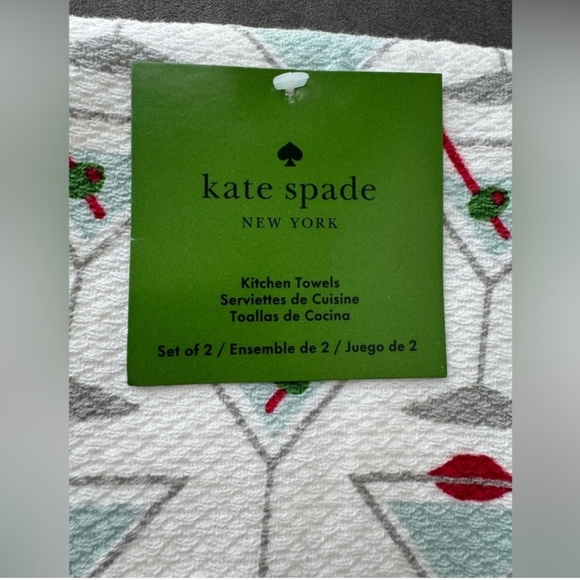 kate spade
NEW YORK
Kitchen Towels
Serviettes de Cuisine
Toallas de Cocina
Set of 2 / Ensemble de 2 / Juego de 2